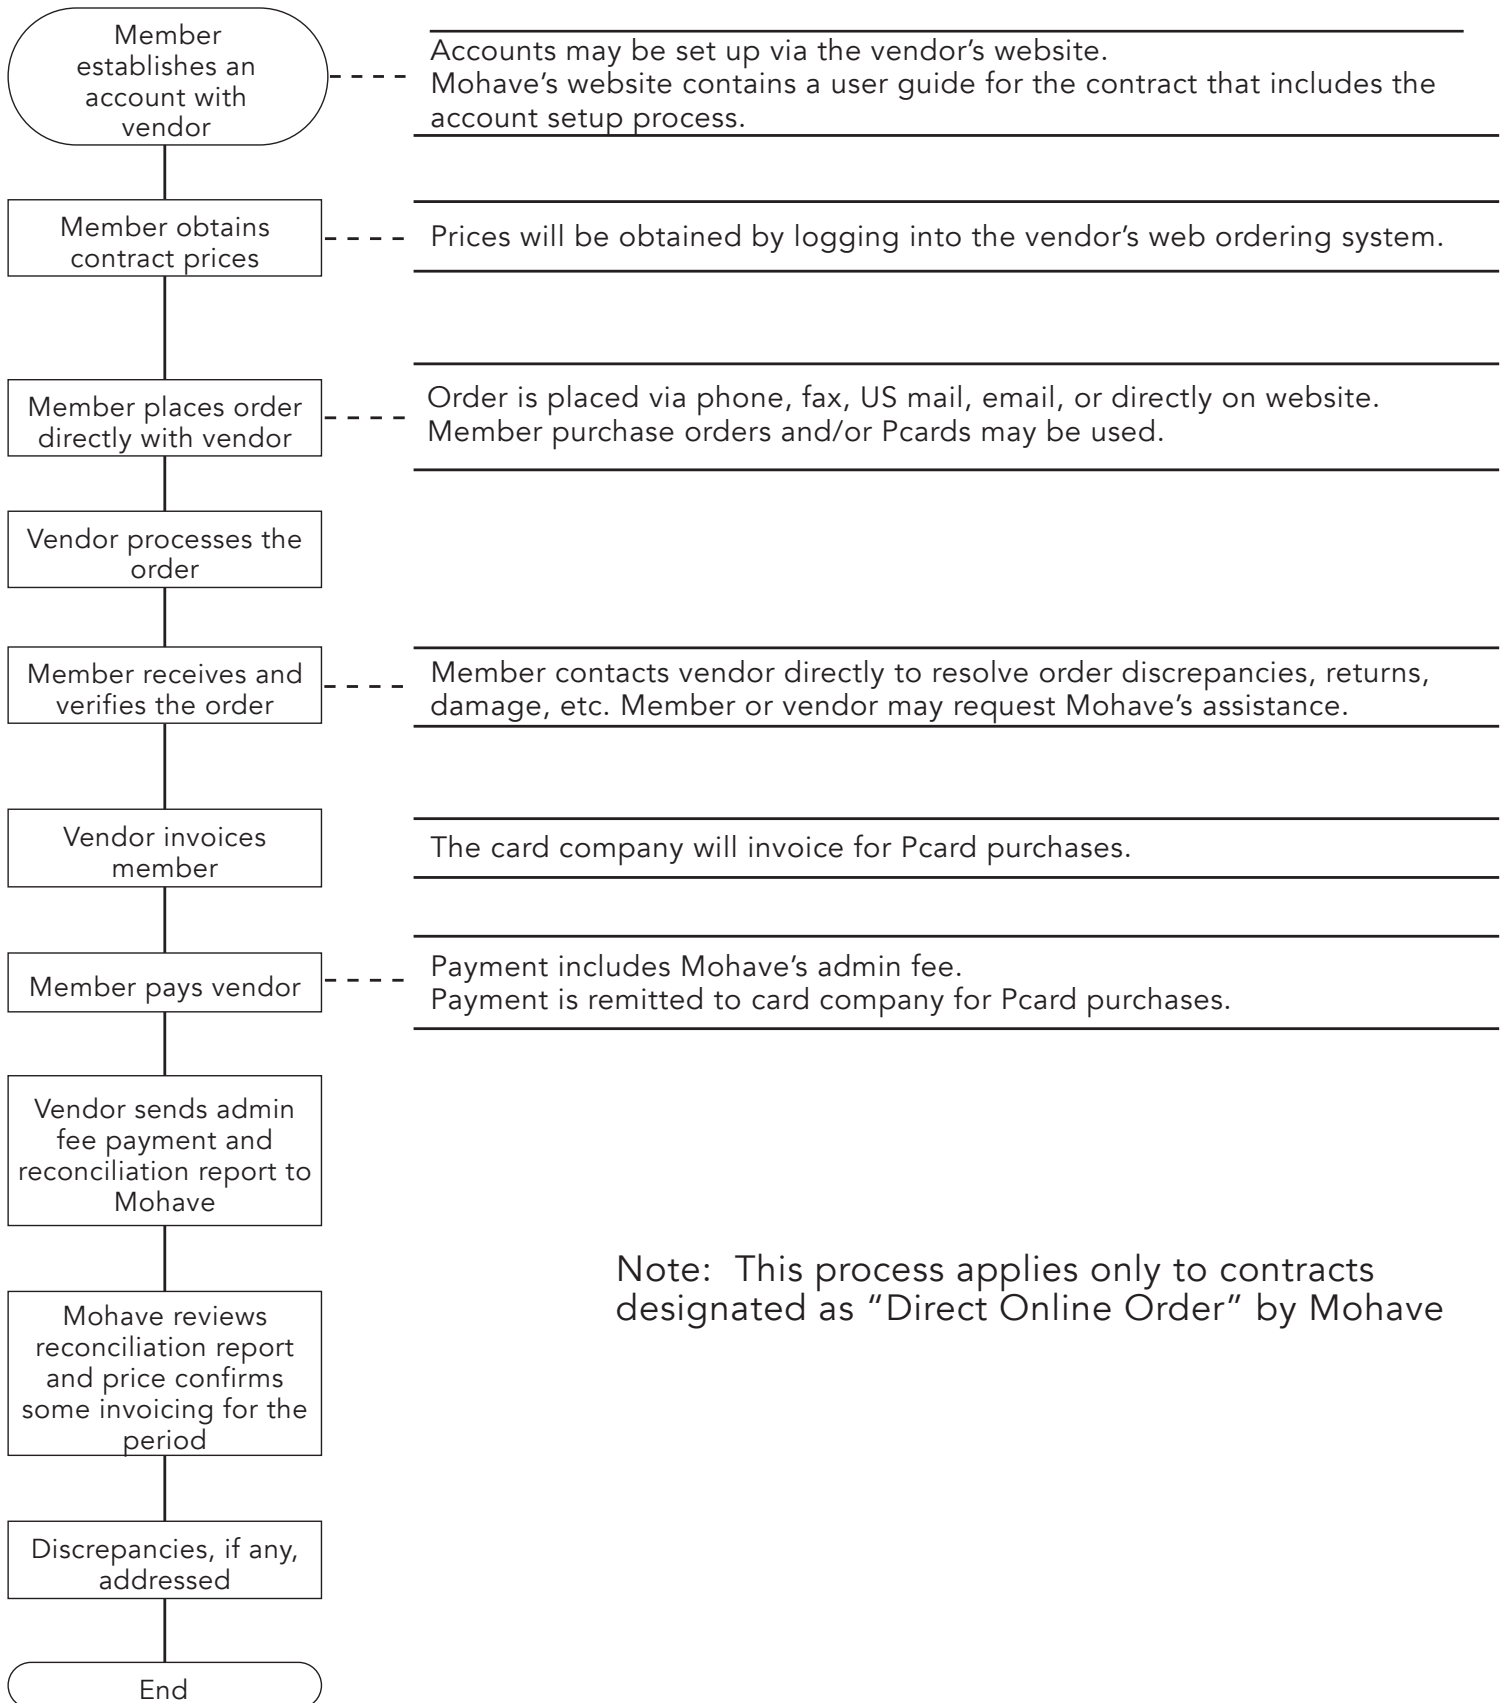 Member
establishes an
account with
vendor
Accounts may be set up via the vendor’s website.
Mohave’s website contains a user guide for the contract that includes the
account setup process.
Member obtains
contract prices
Prices will be obtained by logging into the vendor’s web ordering system.
Member places order
directly with vendor
Order is placed via phone, fax, US mail, email, or directly on website.
Member purchase orders and/or Pcards may be used.
Vendor processes the
order
Member receives and
verifies the order
Member contacts vendor directly to resolve order discrepancies, returns,
damage, etc. Member or vendor may request Mohave’s assistance.
Vendor invoices
member
The card company will invoice for Pcard purchases.
Member pays vendor
Payment includes Mohave’s admin fee.
Payment is remitted to card company for Pcard purchases.
Vendor sends admin
fee payment and
reconciliation report to
Mohave
Note:  This process applies only to contracts
designated as “Direct Online Order” by Mohave
Mohave reviews
reconciliation report
and price confirms
some invoicing for the
period
Discrepancies, if any,
addressed
End